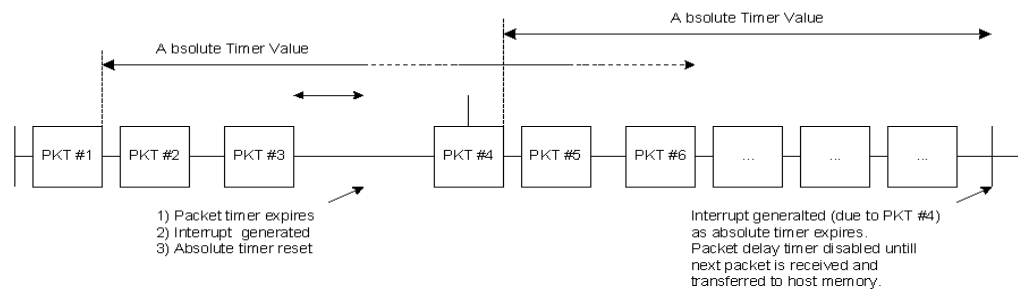 A bsolute Timer Value
A bsolute Timer Value
PKT #1
PKT #2
PKT #3
PKT #4
PKT #5
PKT #6
...
...
...
1) Packet timer expires
2) Interrupt generated
3) Absolute timer reset
Interrupt generalted (due to PKT #4)
as absolute timer expires.
Packet delay timer disabled untill
next packet is received and
transferred to host memory.